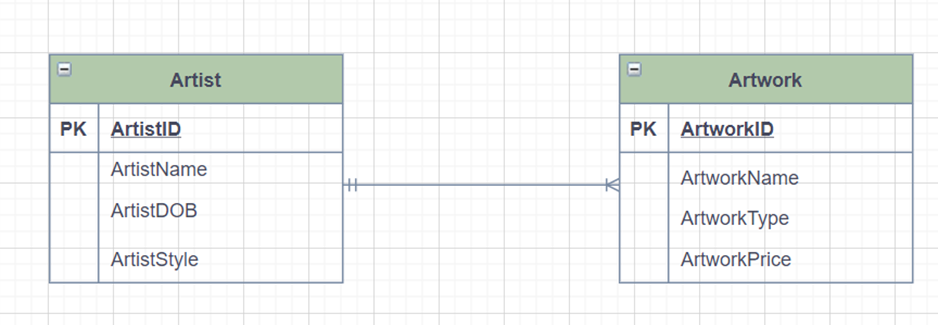 Artist
PK ArtistID
ArtistName
ArtistDOB
ArtistStyle
Artwork
PK ArtworkID
ArtworkName
ArtworkType
ArtworkPrice